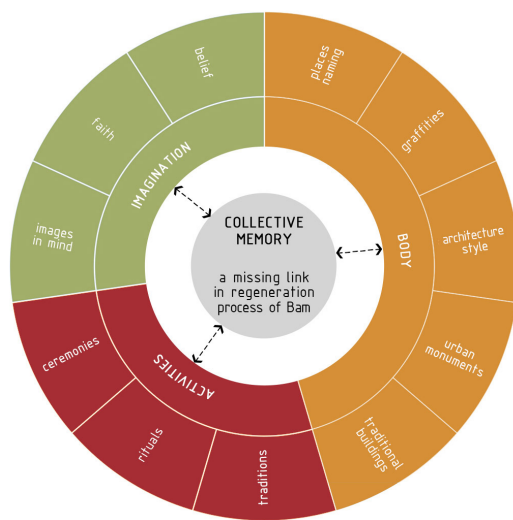 COLLECTIVE
MEMORY
a missing link
in regeneration
process of Bam
IMAGINATION
images
in mind
faith
belief
BODY
places
naming
graffities
architecture
style
urban
monuments
traditional
buildings
ACTIVITIES
traditions
rituals
ceremonies